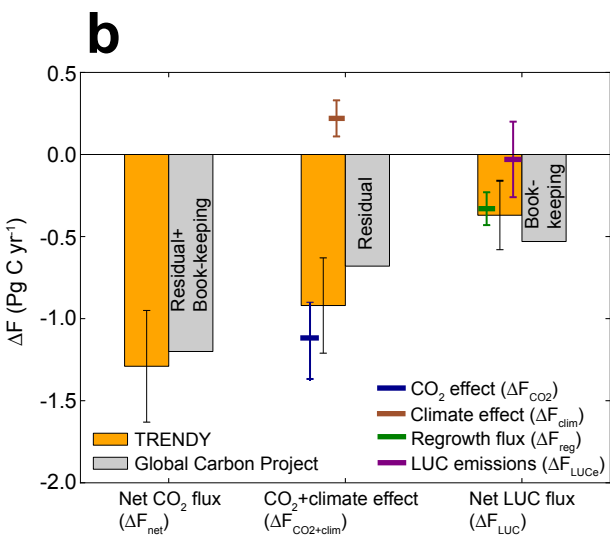 b
0.5
0.0
-0.5
-1.0
-1.5
-2.0
ΔF (Pg C yr⁻¹)
Residual+
Book-keeping
Residual
Book-
keeping
CO₂ effect (ΔF_CO2)
Climate effect (ΔF_clim)
Regrowth flux (ΔF_reg)
LUC emissions (ΔF_LUCe)
TRENDY
Global Carbon Project
Net CO₂ flux
(ΔF_net)
CO₂+climate effect
(ΔF_CO2+clim)
Net LUC flux
(ΔF_LUC)